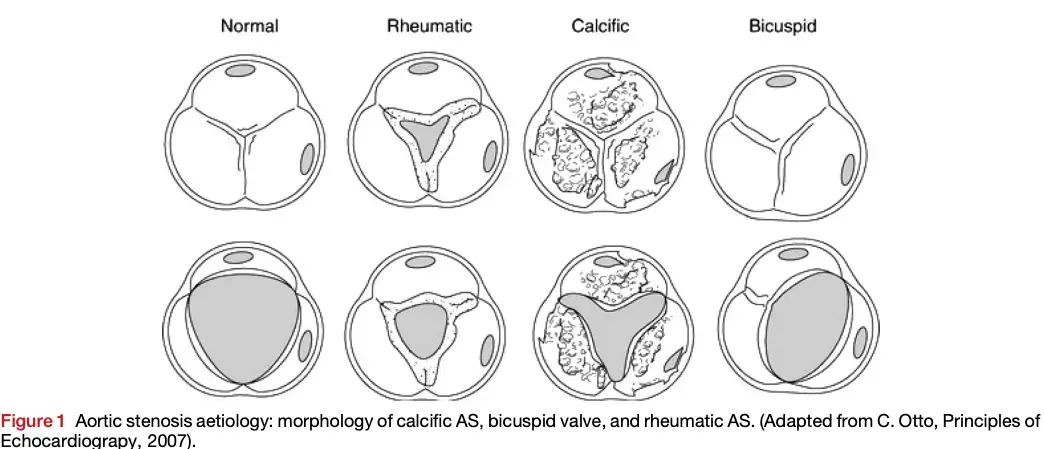 Normal Rheumatic Calcific Bicuspid
Figure 1 Aortic stenosis aetiology: morphology of calcific AS, bicuspid valve, and rheumatic AS. (Adapted from C. Otto, Principles of
Echocardiograpy, 2007).